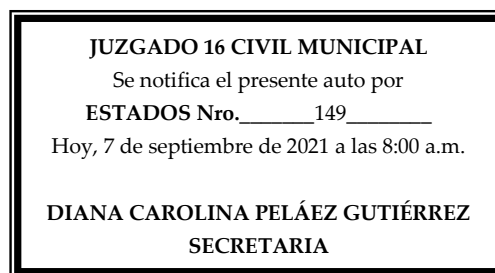 JUZGADO 16 CIVIL MUNICIPAL
Se notifica el presente auto por
ESTADOS Nro._______149________
Hoy, 7 de septiembre de 2021 a las 8:00 a.m.
DIANA CAROLINA PELÁEZ GUTIÉRREZ
SECRETARIA